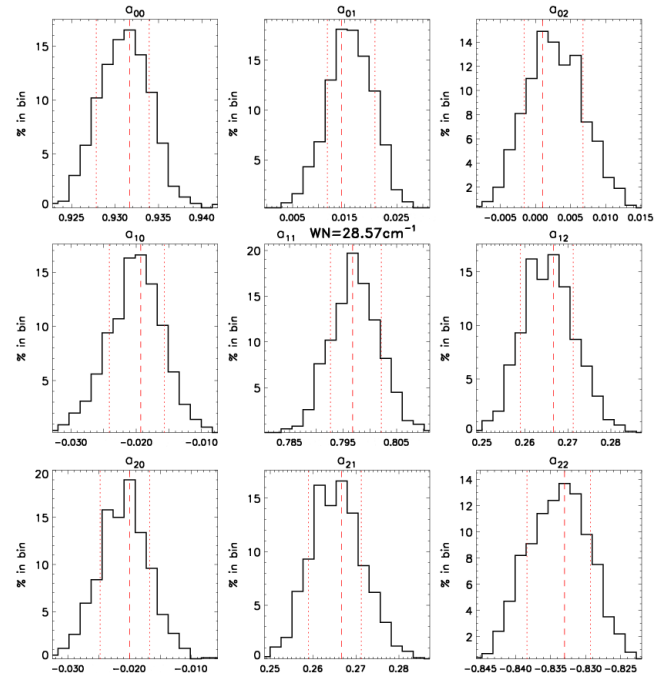 a00 a01 a02
% in bin 15 10 5 0 0.925 0.930 0.935 0.940
% in bin 15 10 5 0.005 0.015 0.025
% in bin 14 12 10 8 6 4 2 -0.005 0.000 0.005 0.010 0.015
a10 a11 WN=28.57cm⁻¹ a12
% in bin 15 10 5 -0.030 -0.020 -0.010
% in bin 20 15 10 5 0.785 0.795 0.805
% in bin 15 10 5 0 0.25 0.26 0.27 0.28
a20 a21 a22
% in bin 20 15 10 5 0 -0.030 -0.020 -0.010
% in bin 15 10 5 0 0.25 0.26 0.27 0.28
% in bin 14 12 10 8 6 4 2 -0.845 -0.840 -0.835 -0.830 -0.825